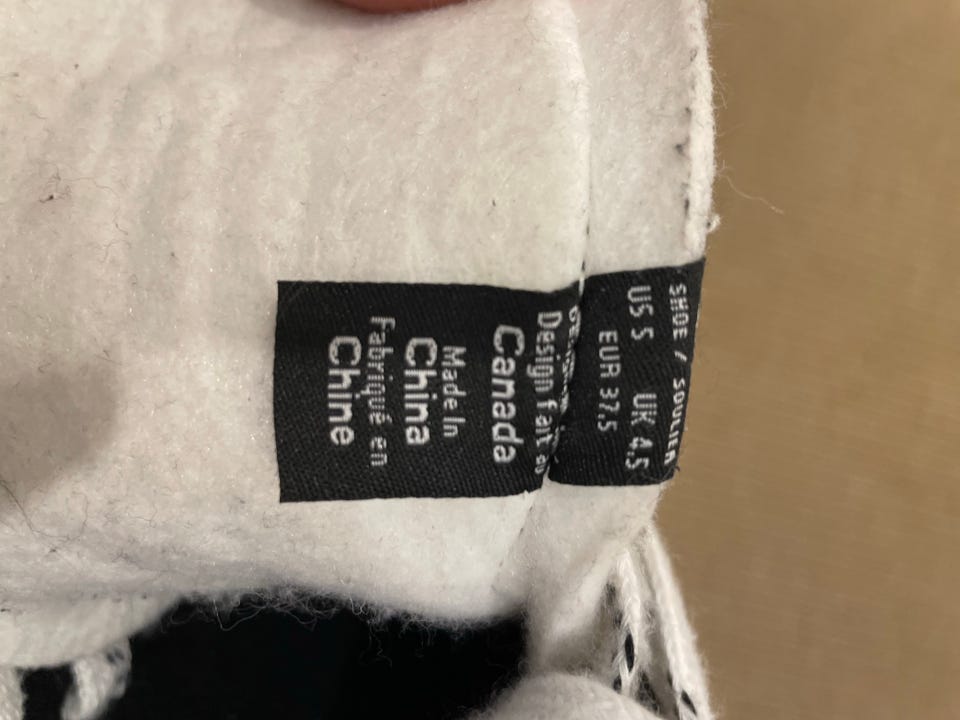 SHOE / SOULIER
US 5 UK 4.5
EUR 37.5
Design fait au
Canada
Made In
China
Fabriqué en
Chine